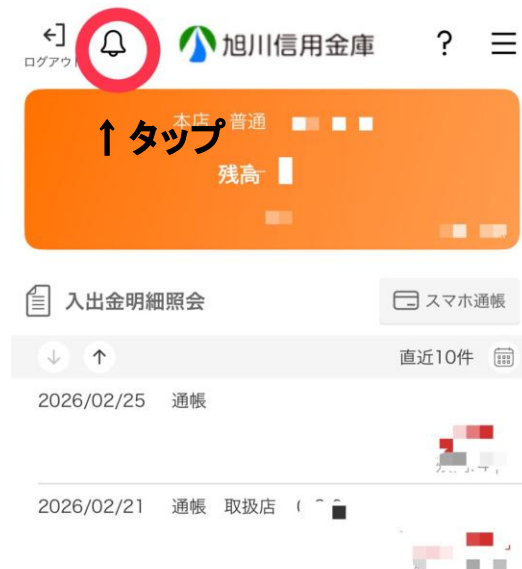 旭川信用金庫 ?
ログアウト
本店 普通
↑タップ
残高
入出金明細照会 スマホ通帳
↓ ↑ 直近10件
2026/02/25 通帳
2026/02/21 通帳 取扱店